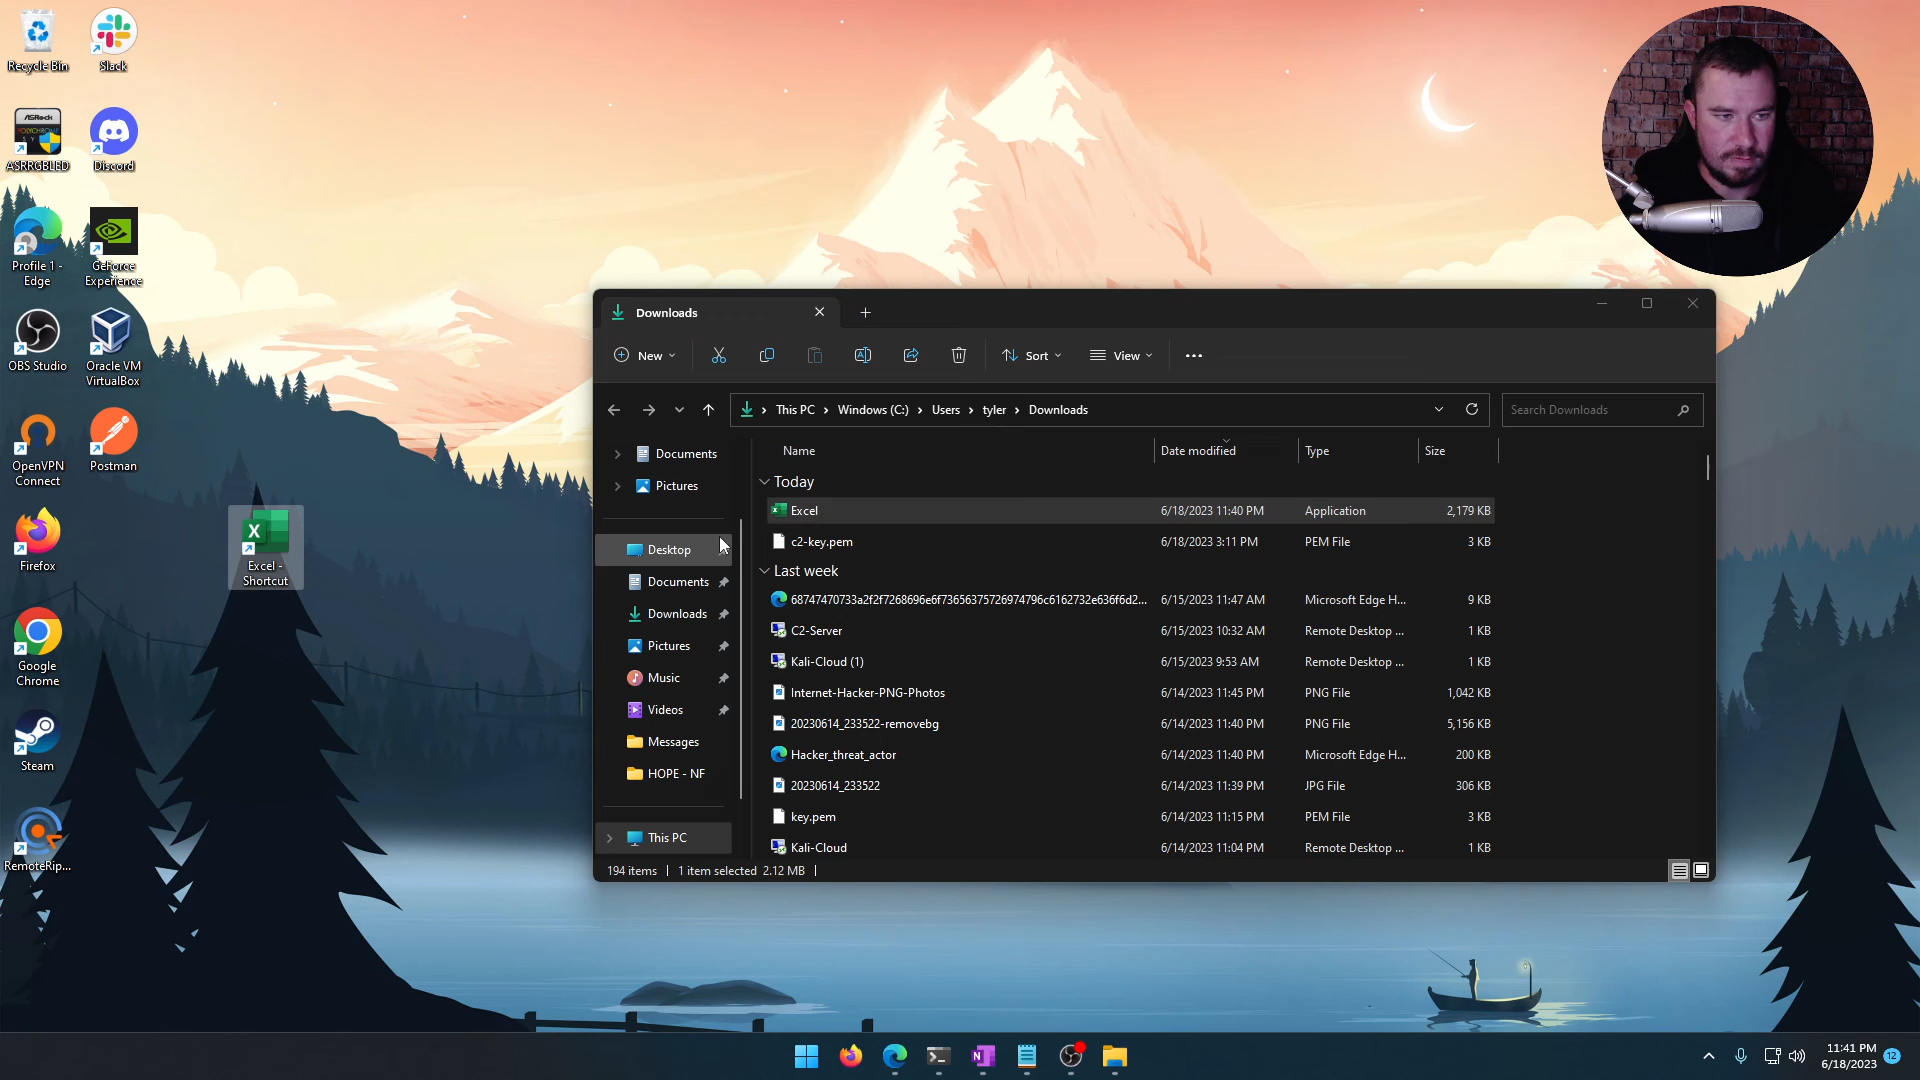 Recycle Bin
Slack
ASRock
POLYCHROME
ASRRGBLED
Discord
Profile 1 -
Edge
GeForce
Experience
OBS Studio
Oracle VM
VirtualBox
OpenVPN
Connect
Postman
Firefox
Excel -
Shortcut
Google
Chrome
Steam
RemoteRip...
Downloads
New
Sort
View
This PC
Windows (C:)
Users
tyler
Downloads
Search Downloads
Documents
Pictures
Desktop
Documents
Downloads
Pictures
Music
Videos
Messages
HOPE - NF
This PC
Name Date modified Type Size
Today
Excel 6/18/2023 11:40 PM Application 2,179 KB
c2-key.pem 6/18/2023 3:11 PM PEM File 3 KB
Last week
68747470733a2f2f7268696e6f73656375726974796c6162732e636f6d2... 6/15/2023 11:47 AM Microsoft Edge H... 9 KB
C2-Server 6/15/2023 10:32 AM Remote Desktop ... 1 KB
Kali-Cloud (1) 6/15/2023 9:53 AM Remote Desktop ... 1 KB
Internet-Hacker-PNG-Photos 6/14/2023 11:45 PM PNG File 1,042 KB
20230614_233522-removebg 6/14/2023 11:40 PM PNG File 5,156 KB
Hacker_threat_actor 6/14/2023 11:40 PM Microsoft Edge H... 200 KB
20230614_233522 6/14/2023 11:39 PM JPG File 306 KB
key.pem 6/14/2023 11:15 PM PEM File 3 KB
Kali-Cloud 6/14/2023 11:04 PM Remote Desktop ... 1 KB
194 items 1 item selected 2.12 MB
11:41 PM
6/18/2023
12